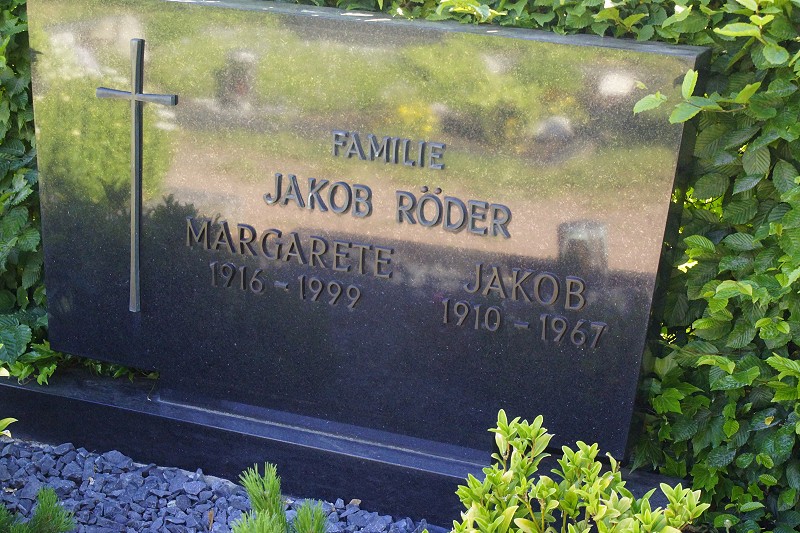 FAMILIE
JAKOB RÖDER
MARGARETE
1916 - 1999
JAKOB
1910 - 1967